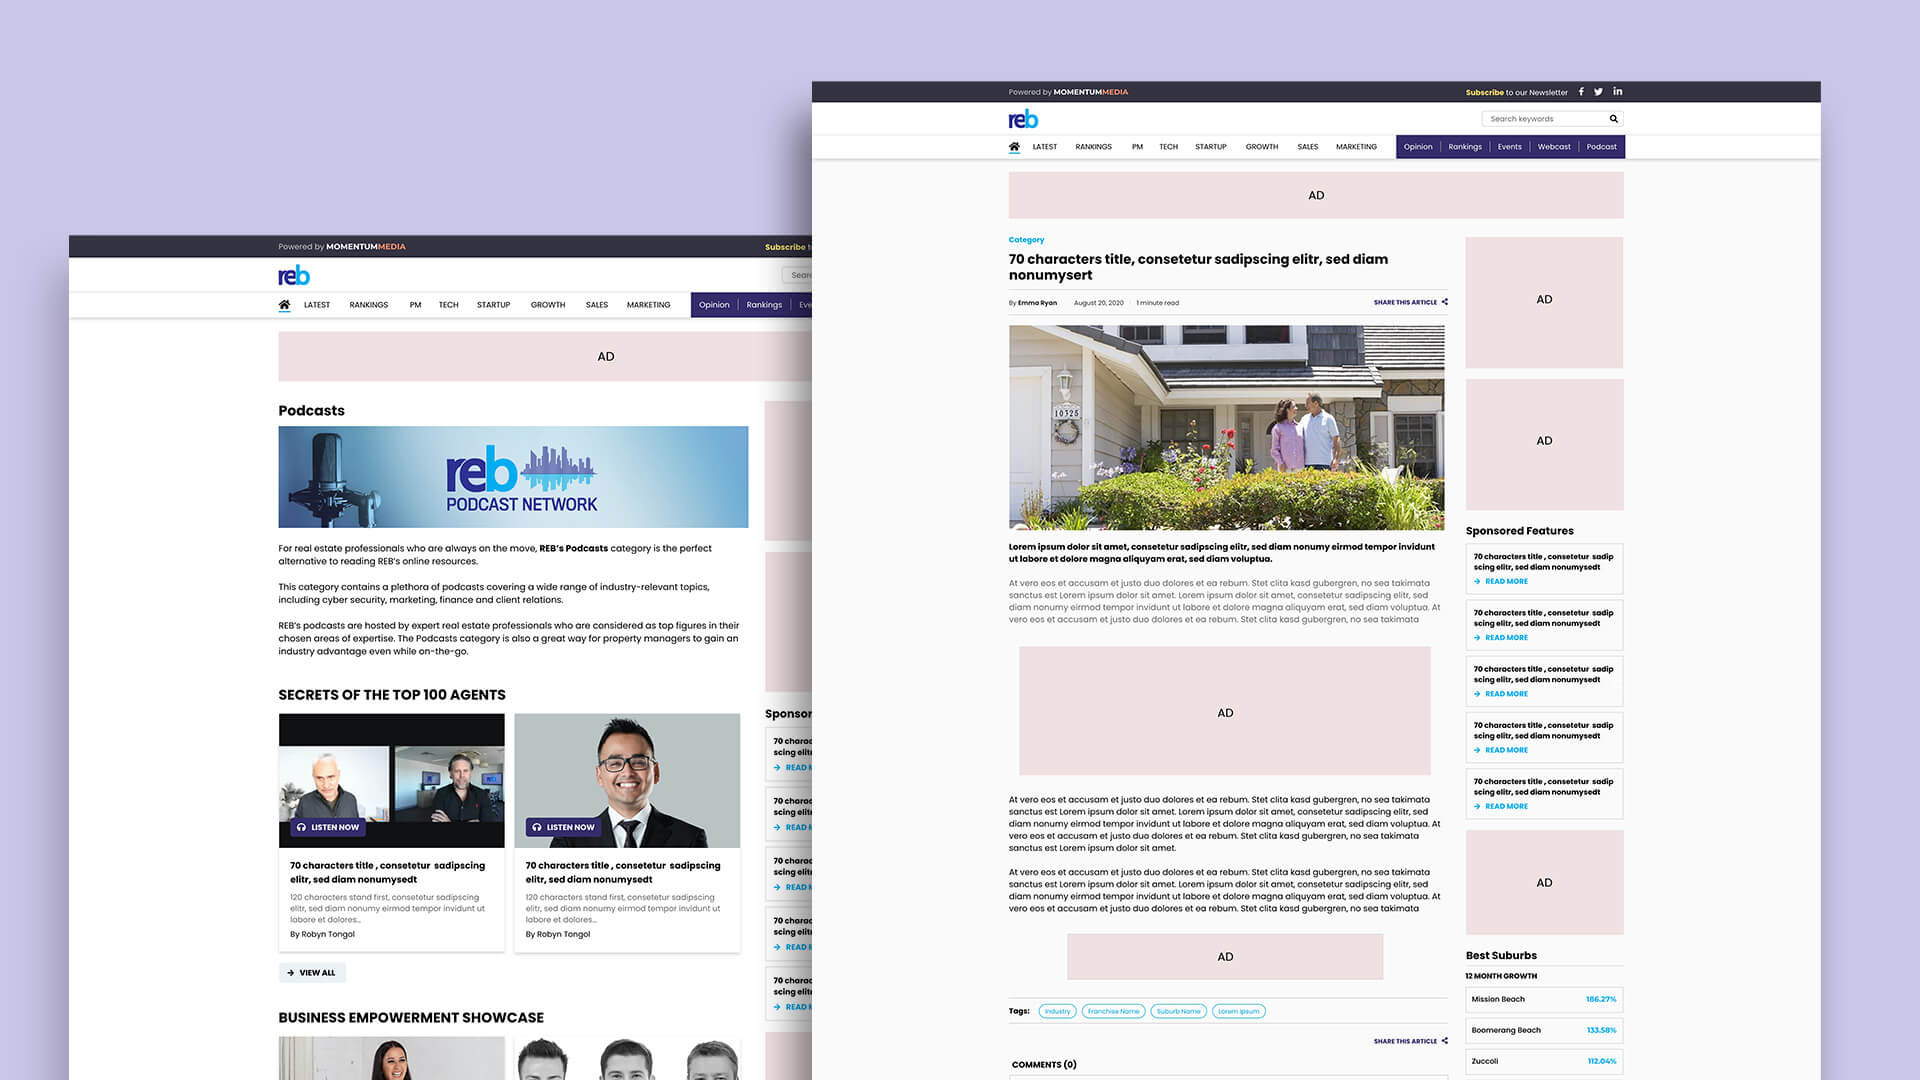 Powered by MOMENTUMMEDIA
Subscribe
reb
Sear
LATEST RANKINGS PM TECH STARTUP GROWTH SALES MARKETING Opinion Rankings Eve
AD
Podcasts
reb
PODCAST NETWORK
For real estate professionals who are always on the move, REB's Podcasts category is the perfect
alternative to reading REB's online resources.
This category contains a plethora of podcasts covering a wide range of industry-relevant topics,
including cyber security, marketing, finance and client relations.
REB's podcasts are hosted by expert real estate professionals who are considered as top figures in their
chosen areas of expertise. The Podcasts category is also a great way for property managers to gain an
industry advantage even while on-the-go.
SECRETS OF THE TOP 100 AGENTS
LISTEN NOW
70 characters title , consetetur sadipscing
elitr, sed diam nonumysedt
120 characters stand first, consetetur sadipscing
elitr, sed diam nonumy eirmod tempor invidunt ut
labore et dolores...
By Robyn Tongol
LISTEN NOW
70 characters title , consetetur sadipscing
elitr, sed diam nonumysedt
120 characters stand first, consetetur sadipscing
elitr, sed diam nonumy eirmod tempor invidunt ut
labore et dolores...
By Robyn Tongol
VIEW ALL
BUSINESS EMPOWERMENT SHOWCASE
Sponsor
70 charac
scing elitr
READ M
70 charac
scing elitr
READ M
70 charac
scing elitr
READ M
70 charac
scing elitr
READ M
70 charac
scing elitr
READ M
Powered by MOMENTUMMEDIA
Subscribe to our Newsletter
reb
Search keywords
LATEST RANKINGS PM TECH STARTUP GROWTH SALES MARKETING Opinion Rankings Events Webcast Podcast
AD
Category
70 characters title, consetetur sadipscing elitr, sed diam
nonumysert
By Emma Ryan August 20, 2020 1 minute read SHARE THIS ARTICLE
10325
Lorem ipsum dolor sit amet, consetetur sadipscing elitr, sed diam nonumy eirmod tempor invidunt
ut labore et dolore magna aliquyam erat, sed diam voluptua.
At vero eos et accusam et justo duo dolores et ea rebum. Stet clita kasd gubergren, no sea takimata
sanctus est Lorem ipsum dolor sit amet. Lorem ipsum dolor sit amet, consetetur sadipscing elitr, sed
diam nonumy eirmod tempor invidunt ut labore et dolore magna aliquyam erat, sed diam voluptua. At
vero eos et accusam et justo duo dolores et ea rebum. Stet clita kasd gubergren, no sea takimata
AD
At vero eos et accusam et justo duo dolores et ea rebum. Stet clita kasd gubergren, no sea takimata
sanctus est Lorem ipsum dolor sit amet. Lorem ipsum dolor sit amet, consetetur sadipscing elitr, sed
diam nonumy eirmod tempor invidunt ut labore et dolore magna aliquyam erat, sed diam voluptua. At
vero eos et accusam et justo duo dolores et ea rebum. Stet clita kasd gubergren, no sea takimata
sanctus est Lorem ipsum dolor sit amet.
At vero eos et accusam et justo duo dolores et ea rebum. Stet clita kasd gubergren, no sea takimata
sanctus est Lorem ipsum dolor sit amet. Lorem ipsum dolor sit amet, consetetur sadipscing elitr, sed
diam nonumy eirmod tempor invidunt ut labore et dolore magna aliquyam erat, sed diam voluptua. At
vero eos et accusam et justo duo dolores et ea rebum. Stet clita kasd gubergren, no sea takimata
AD
Tags: Industry Franchise Name Suburb Name Lorem Ipsum
SHARE THIS ARTICLE
COMMENTS (0)
AD
AD
Sponsored Features
70 characters title , consetetur sadip
scing elitr, sed diam nonumysedt
READ MORE
70 characters title , consetetur sadip
scing elitr, sed diam nonumysedt
READ MORE
70 characters title , consetetur sadip
scing elitr, sed diam nonumysedt
READ MORE
70 characters title , consetetur sadip
scing elitr, sed diam nonumysedt
READ MORE
70 characters title , consetetur sadip
scing elitr, sed diam nonumysedt
READ MORE
AD
Best Suburbs
12 MONTH GROWTH
Mission Beach 186.27%
Boomerang Beach 133.58%
Zuccoli 112.04%